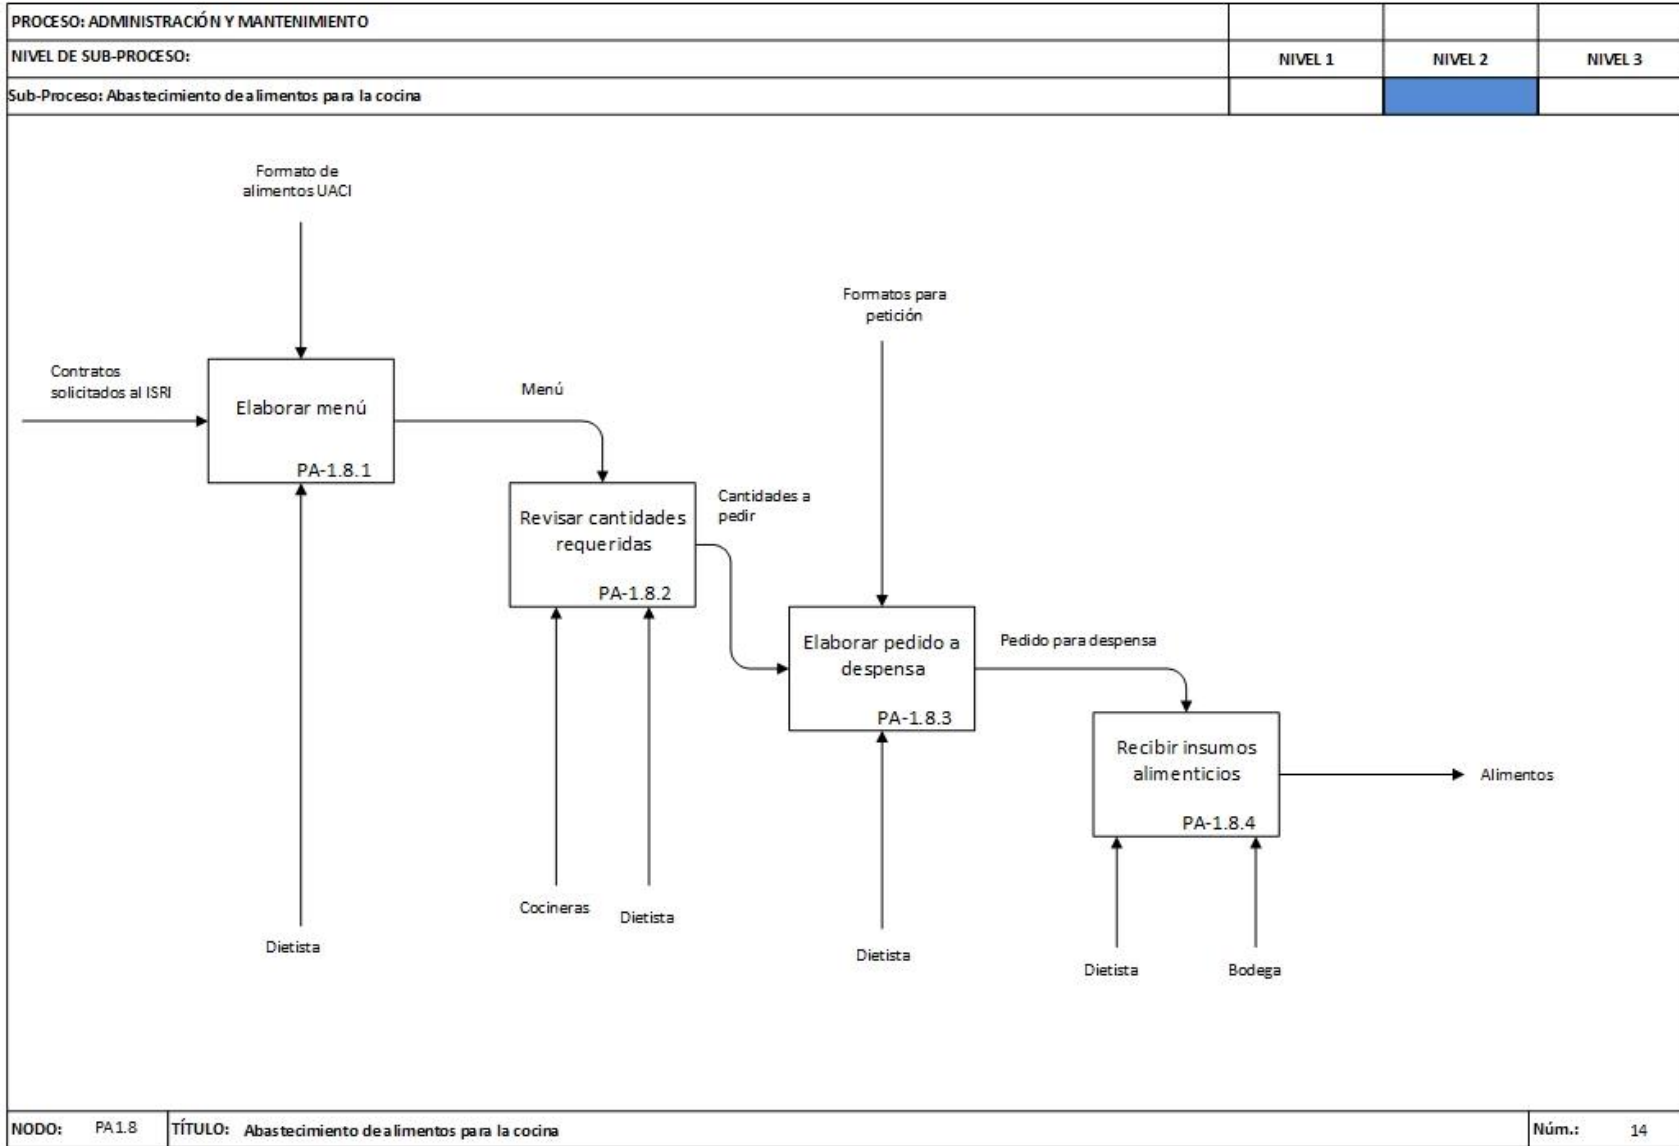 PROCESO: ADMINISTRACIÓN Y MANTENIMIENTO
NIVEL DE SUB-PROCESO:
NIVEL 1
NIVEL 2
NIVEL 3
Sub-Proceso: Abastecimiento de alimentos para la cocina
Formato de
alimentos UACI
Formatos para
petición
Contratos
solicitados al ISRI
Elaborar menú
PA-1.8.1
Menú
Revisar cantidades
requeridas
PA-1.8.2
Cantidades a
pedir
Elaborar pedido a
despensa
PA-1.8.3
Pedido para despensa
Recibir insumos
alimenticios
PA-1.8.4
Alimentos
Dietista
Cocineras
Dietista
Dietista
Dietista
Bodega
NODO: PA1.8
TÍTULO: Abastecimiento de alimentos para la cocina
Núm.: 14